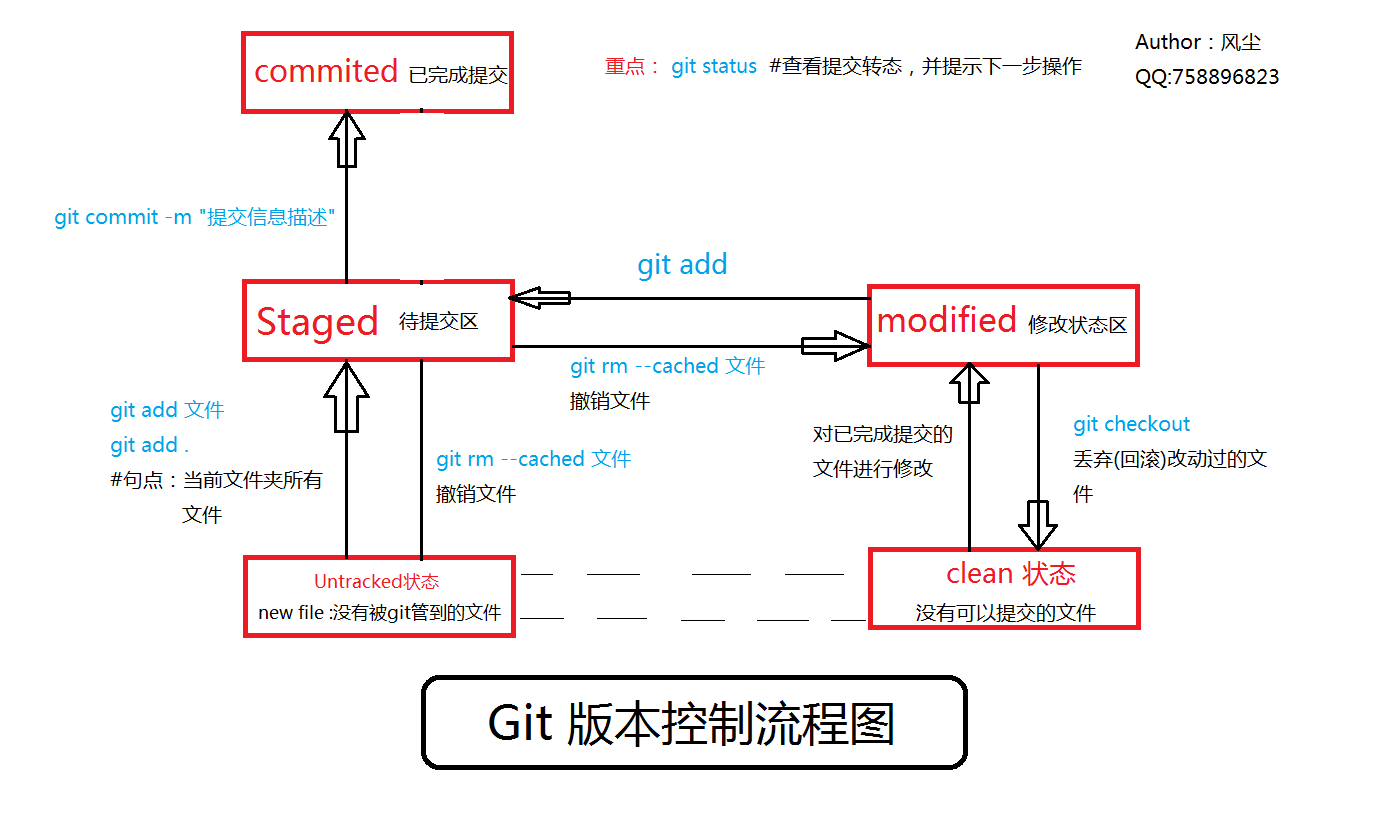 commited 已完成提交
重点： git status #查看提交转态，并提示下一步操作
Author：风尘
QQ:758896823
git commit -m "提交信息描述"
git add
Staged 待提交区
modified 修改状态区
git rm --cached 文件
撤销文件
git add 文件
git add .
#句点：当前文件夹所有
文件
git rm --cached 文件
撤销文件
对已完成提交的
文件进行修改
git checkout
丢弃(回滚)改动过的文
件
Untracked状态
new file :没有被git管到的文件
clean 状态
没有可以提交的文件
Git 版本控制流程图